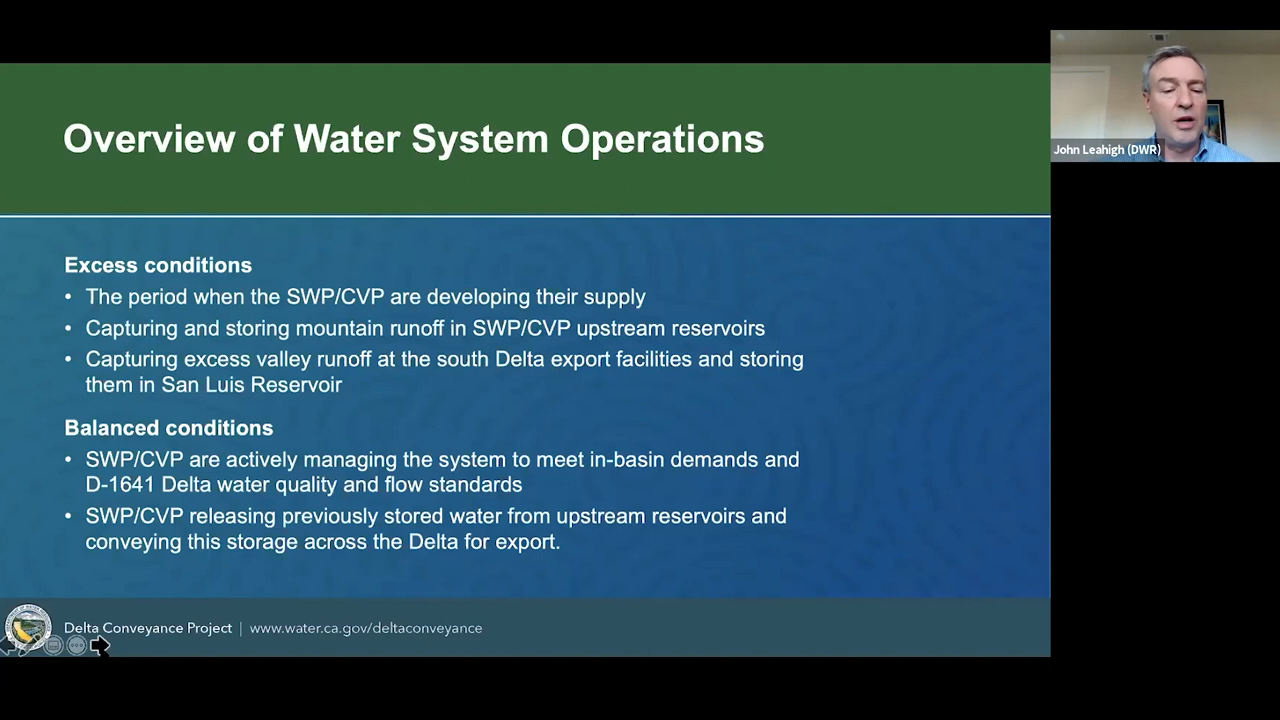 Overview of Water System Operations
John Leahigh (DWR)
Excess conditions
• The period when the SWP/CVP are developing their supply
• Capturing and storing mountain runoff in SWP/CVP upstream reservoirs
• Capturing excess valley runoff at the south Delta export facilities and storing
them in San Luis Reservoir
Balanced conditions
• SWP/CVP are actively managing the system to meet in-basin demands and
D-1641 Delta water quality and flow standards
• SWP/CVP releasing previously stored water from upstream reservoirs and
conveying this storage across the Delta for export.
Delta Conveyance Project | www.water.ca.gov/deltaconveyance